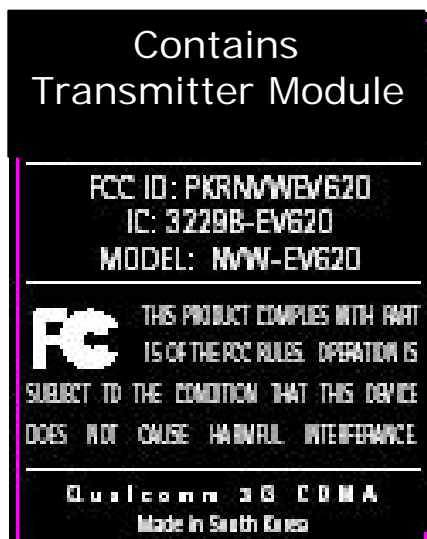 Contains
Transmitter Module
FCC ID: PKRNVWEV620
IC: 3229B-EV620
MODEL: NVW-EV620
FC THIS PRODUCT COMPLIES WITH PART
15 OF THE FCC RULES. OPERATION IS
SUBJECT TO THE CONDITION THAT THIS DEVICE
DOES NOT CAUSE HARMFUL INTERFERANCE.
Qualcomm 3G CDMA
Made in South Korea